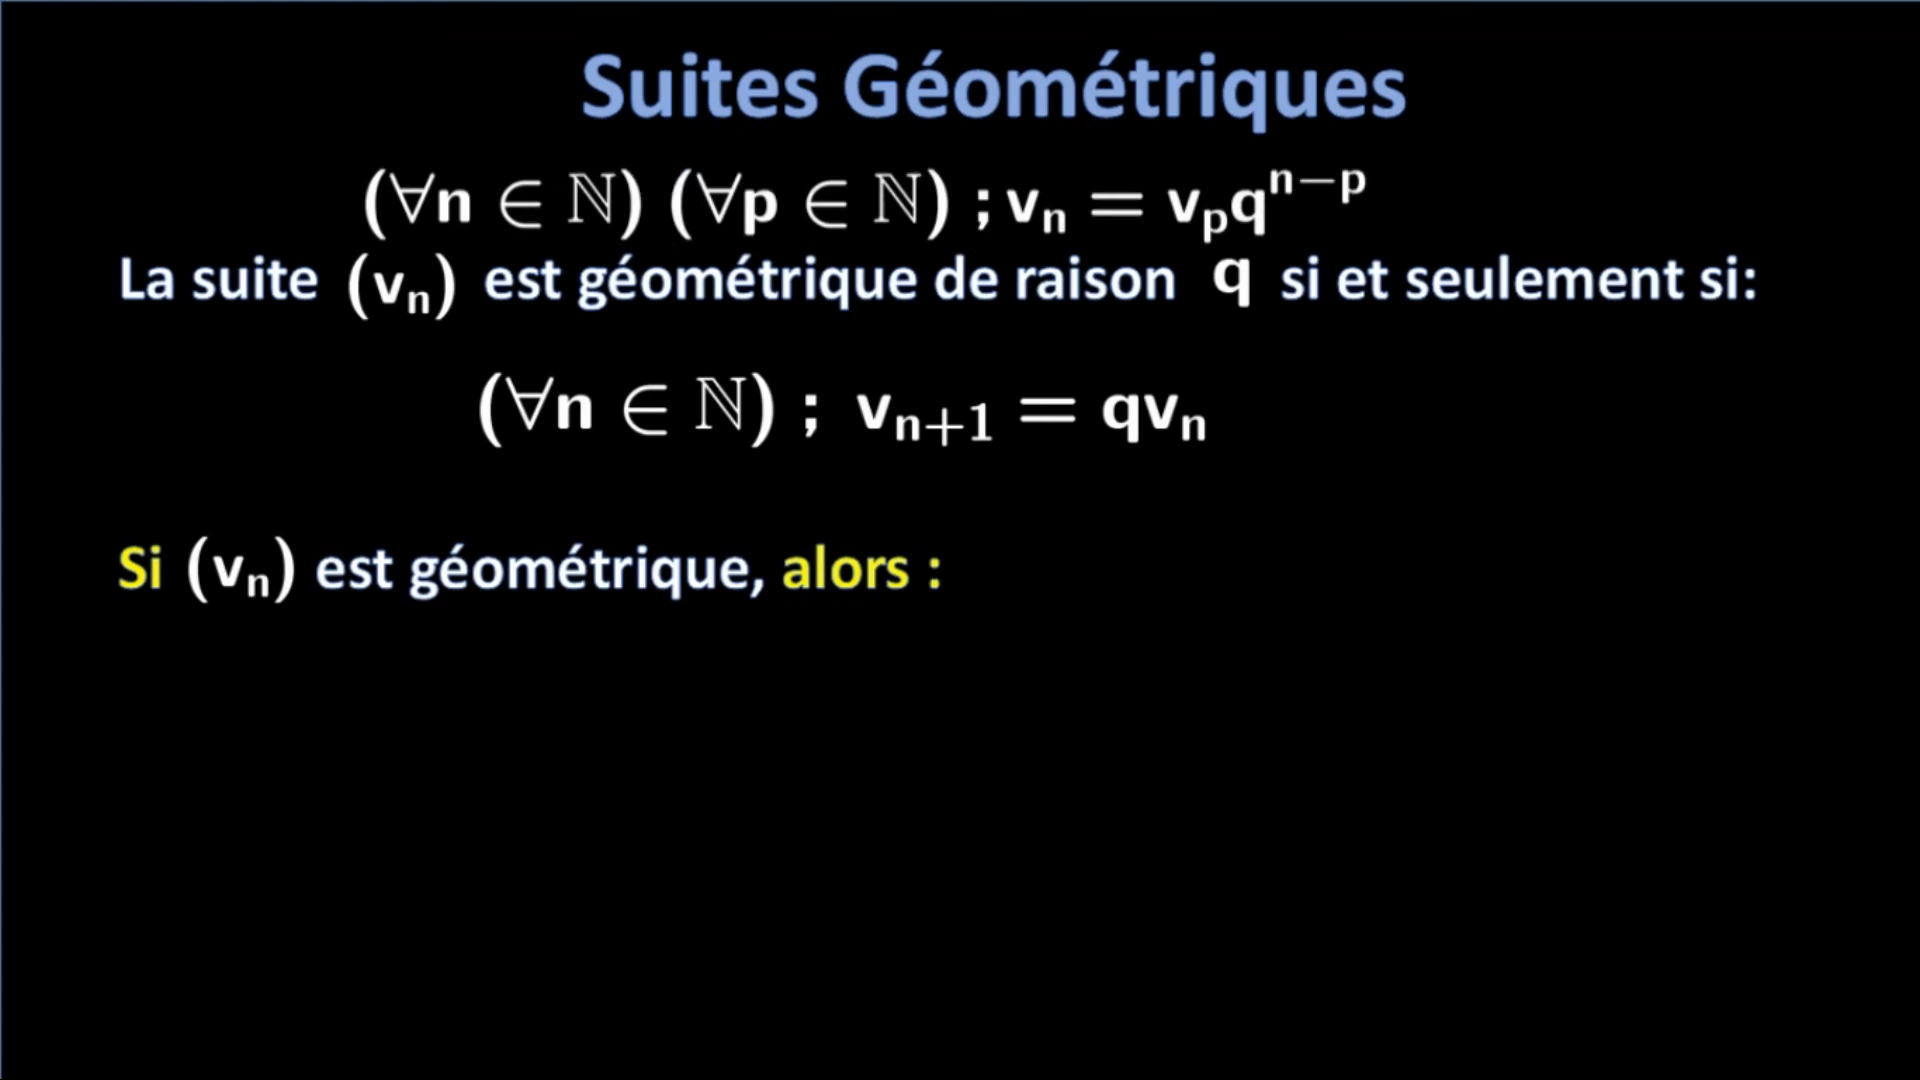 Suites Géométriques
(∀n ∈ ℕ) (∀p ∈ ℕ) ; vₙ = vₚqⁿ⁻ᵖ
La suite (vₙ) est géométrique de raison q si et seulement si:
(∀n ∈ ℕ) ; vₙ₊₁ = qvₙ
Si (vₙ) est géométrique, alors :